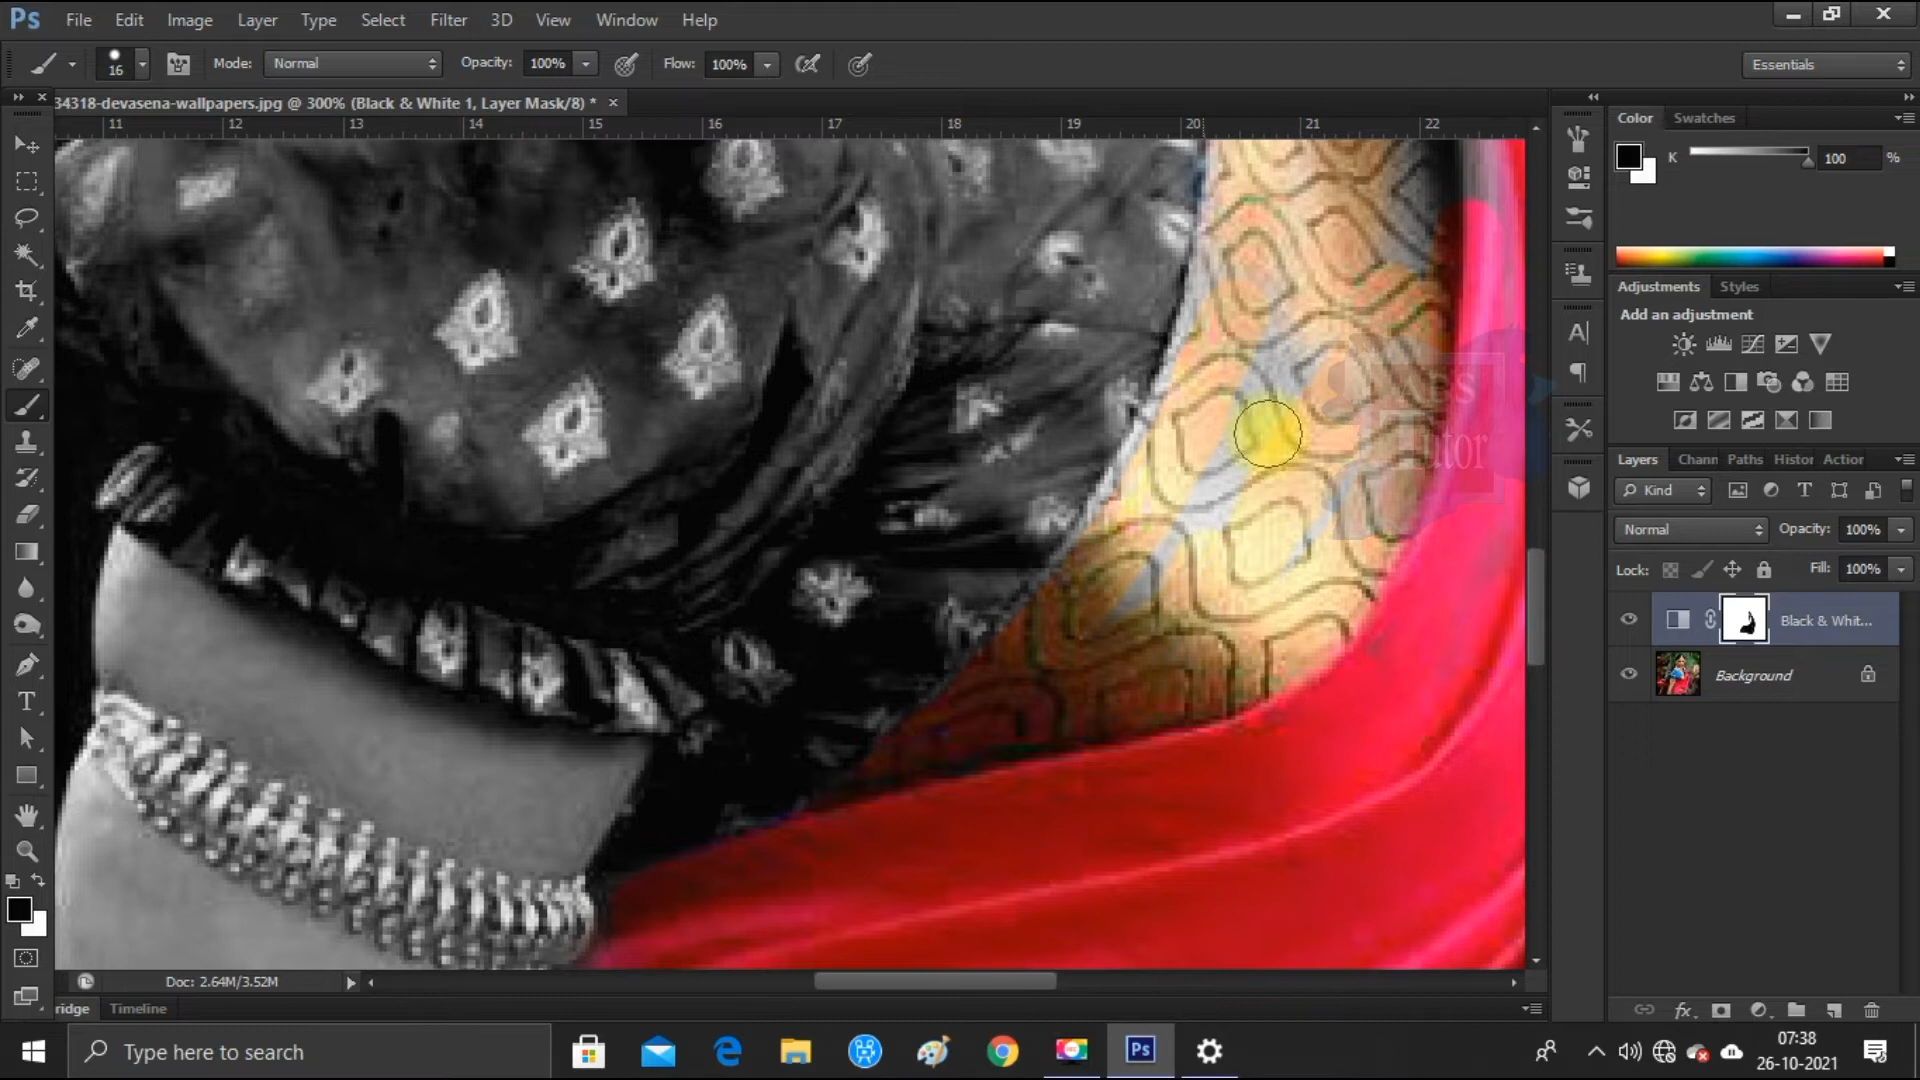 Ps File Edit Image Layer Type Select Filter 3D View Window Help
16 Mode: Normal Opacity: 100% Flow: 100% Essentials
34318-devasena-wallpapers.jpg @ 300% (Black & White 1, Layer Mask/8) * ×
11 12 13 14 15 16 17 18 19 20 21 22
Color Swatches
K 100 %
Adjustments Styles
Add an adjustment
Tutor
Layers Chann Paths Histor Action
Kind
Normal Opacity: 100%
Lock: Fill: 100%
Black & Whit...
Background
Doc: 2.64M/3.52M
ridge Timeline
Type here to search
Ps
07:38
26-10-2021